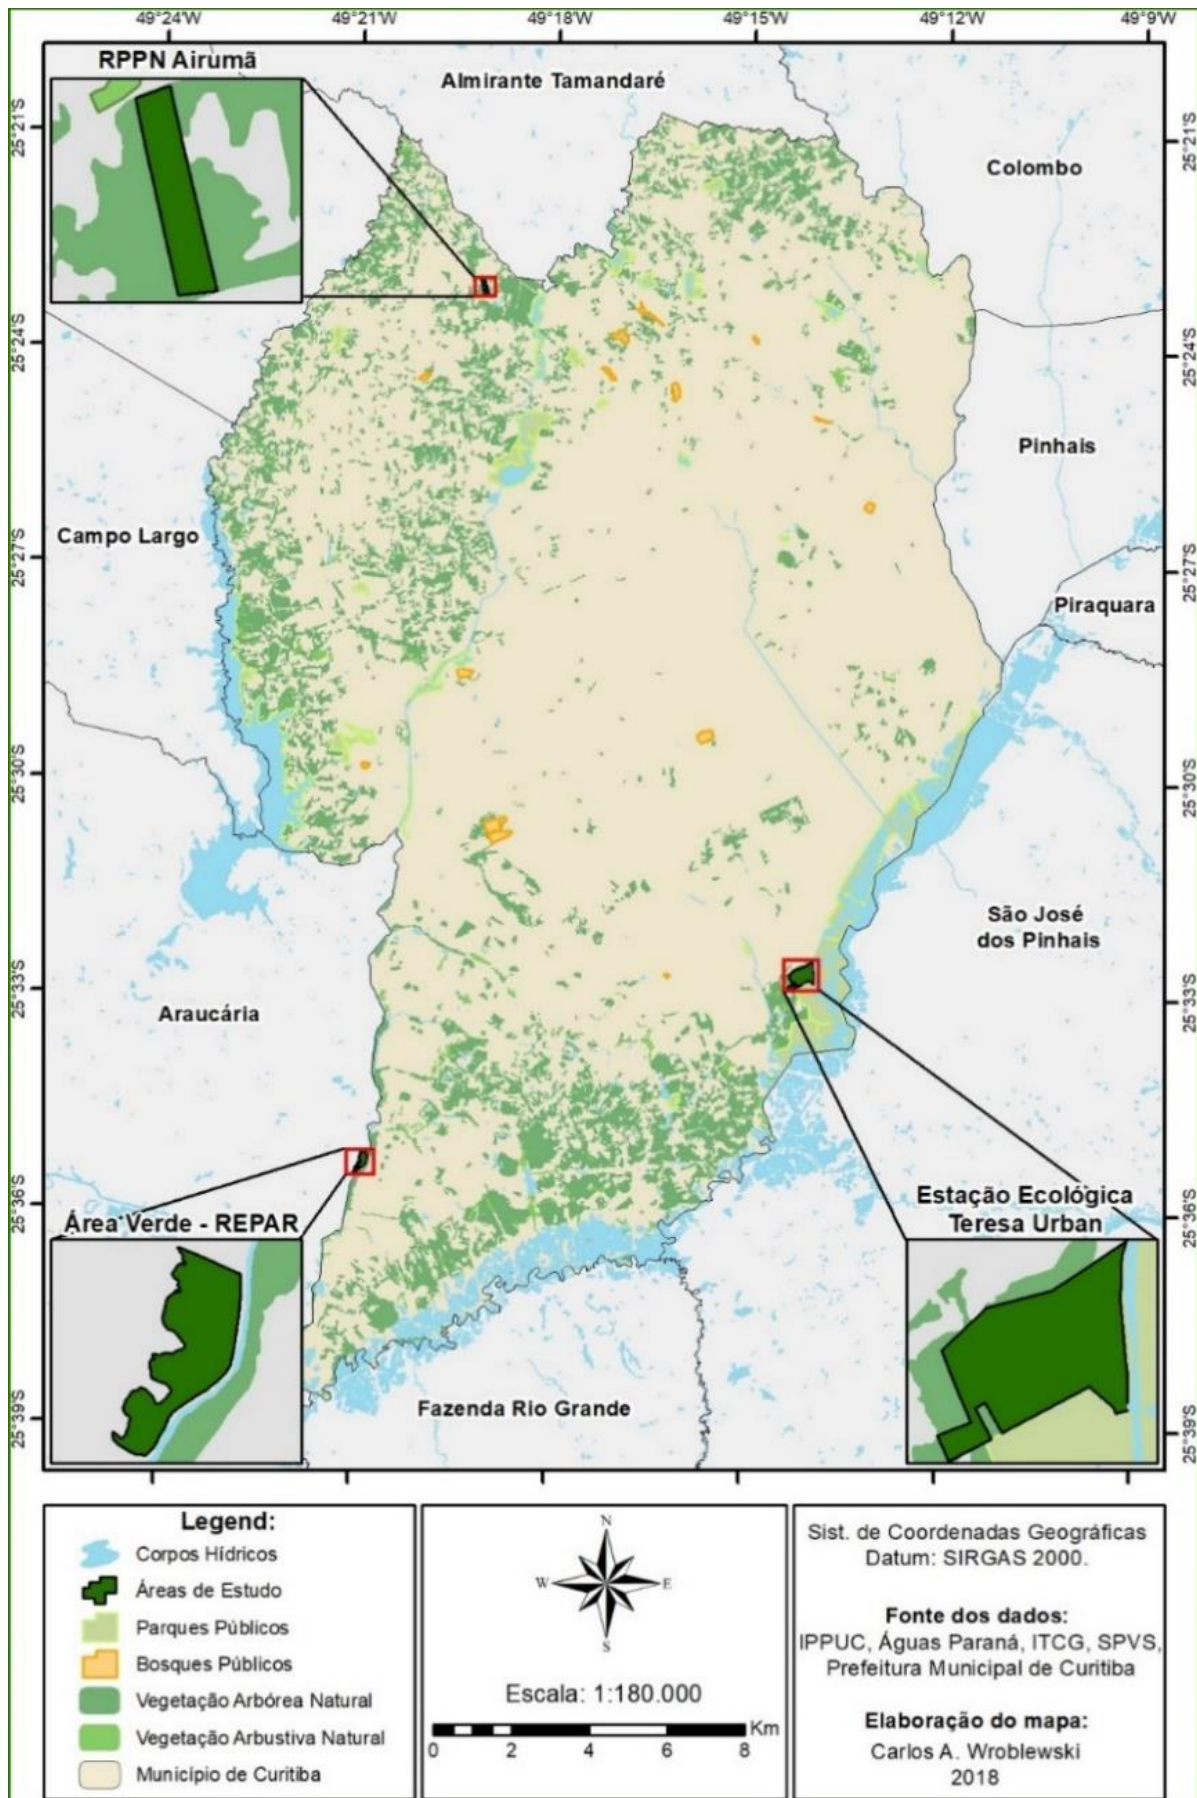 49°24'W 49°21'W 49°18'W 49°15'W 49°12'W 49°9'W
RPPN Airumã
Almirante Tamandaré
25°21'S
25°21'S
Colombo
25°24'S
25°24'S
Pinhais
Campo Largo
25°27'S
25°27'S
Piraquara
25°30'S
25°30'S
São José
dos Pinhais
25°33'S
25°33'S
Araucária
25°36'S
25°36'S
Área Verde - REPAR
Estação Ecológica
Teresa Urban
Fazenda Rio Grande
25°39'S
25°39'S
Legend:
Corpos Hídricos
Áreas de Estudo
Parques Públicos
Bosques Públicos
Vegetação Arbórea Natural
Vegetação Arbustiva Natural
Município de Curitiba
N
W E
S
Escala: 1:180.000
Km
0 2 4 6 8
Sist. de Coordenadas Geográficas
Datum: SIRGAS 2000.
Fonte dos dados:
IPPUC, Águas Paraná, ITCG, SPVS,
Prefeitura Municipal de Curitiba
Elaboração do mapa:
Carlos A. Wroblewski
2018